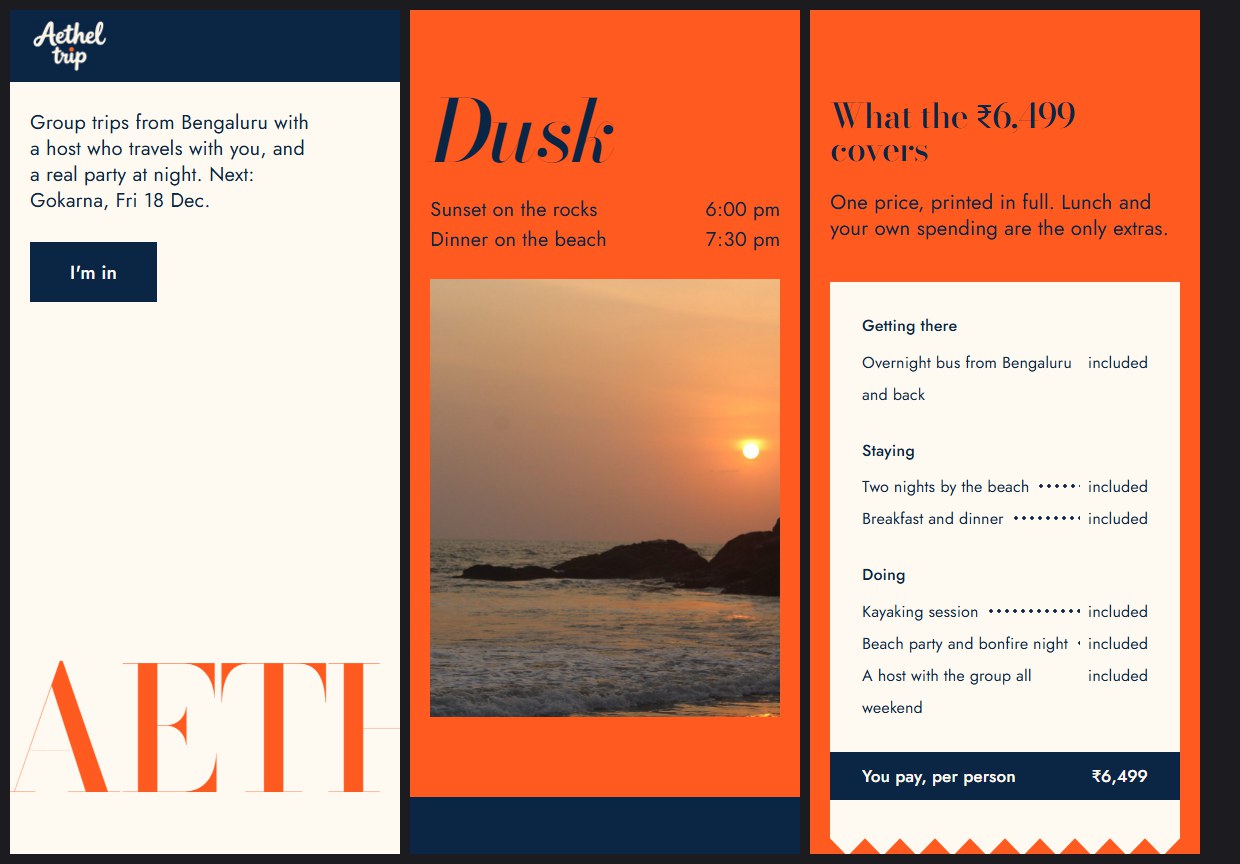 Aethel
trip
Group trips from Bengaluru with
a host who travels with you, and
a real party at night. Next:
Gokarna, Fri 18 Dec.
I'm in
AETH
Dusk
Sunset on the rocks 6:00 pm
Dinner on the beach 7:30 pm
What the ₹6,499
covers
One price, printed in full. Lunch and
your own spending are the only extras.
Getting there
Overnight bus from Bengaluru included
and back
Staying
Two nights by the beach included
Breakfast and dinner included
Doing
Kayaking session included
Beach party and bonfire night included
A host with the group all included
weekend
You pay, per person ₹6,499